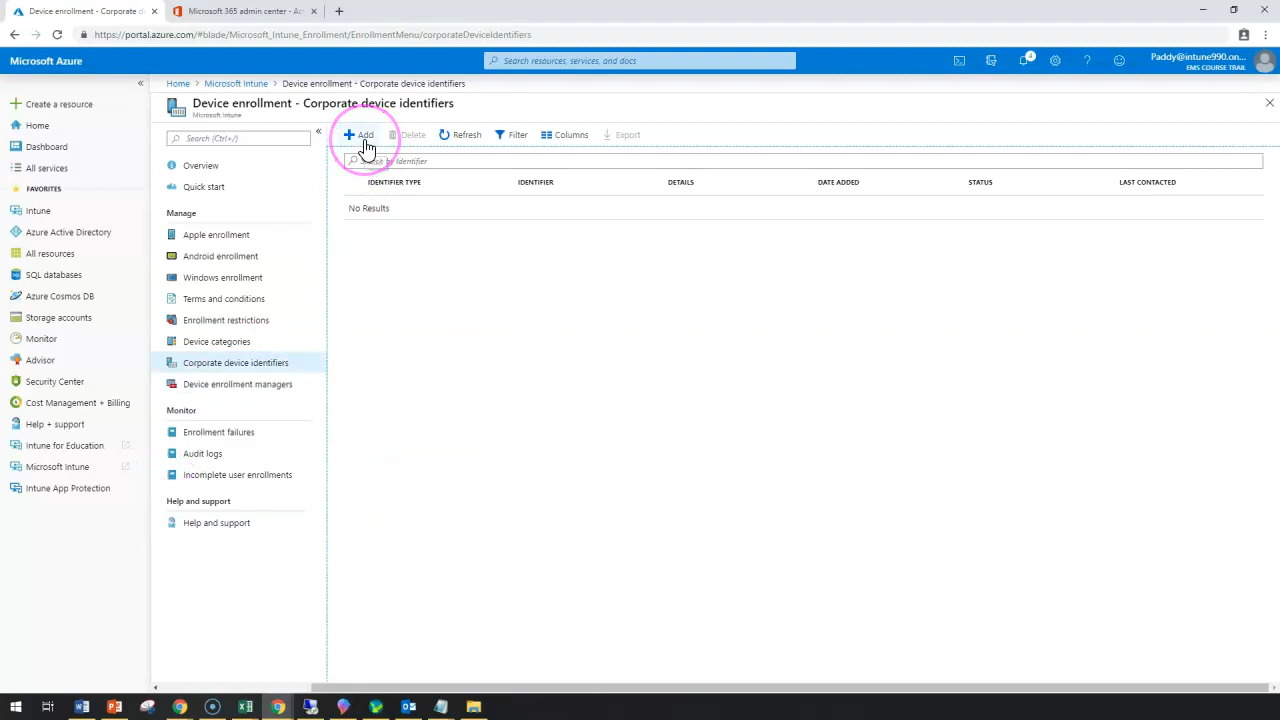 Device enrollment - Corporate d
Microsoft 365 admin center - Ac
https://portal.azure.com/#blade/Microsoft_Intune_Enrollment/EnrollmentMenu/corporateDeviceIdentifiers
Microsoft Azure
Search resources, services, and docs
4
Paddy@intune990.on...
EMS COURSE TRAIL
Home > Microsoft Intune > Device enrollment - Corporate device identifiers
Device enrollment - Corporate device identifiers
Microsoft Intune
Create a resource
Home
Dashboard
All services
FAVORITES
Intune
Azure Active Directory
All resources
SQL databases
Azure Cosmos DB
Storage accounts
Monitor
Advisor
Security Center
Cost Management + Billing
Help + support
Intune for Education
Microsoft Intune
Intune App Protection
Search (Ctrl+/)
Overview
Quick start
Manage
Apple enrollment
Android enrollment
Windows enrollment
Terms and conditions
Enrollment restrictions
Device categories
Corporate device identifiers
Device enrollment managers
Monitor
Enrollment failures
Audit logs
Incomplete user enrollments
Help and support
Help and support
Add Delete Refresh Filter Columns Export
by Identifier
IDENTIFIER TYPE IDENTIFIER DETAILS DATE ADDED STATUS LAST CONTACTED
No Results